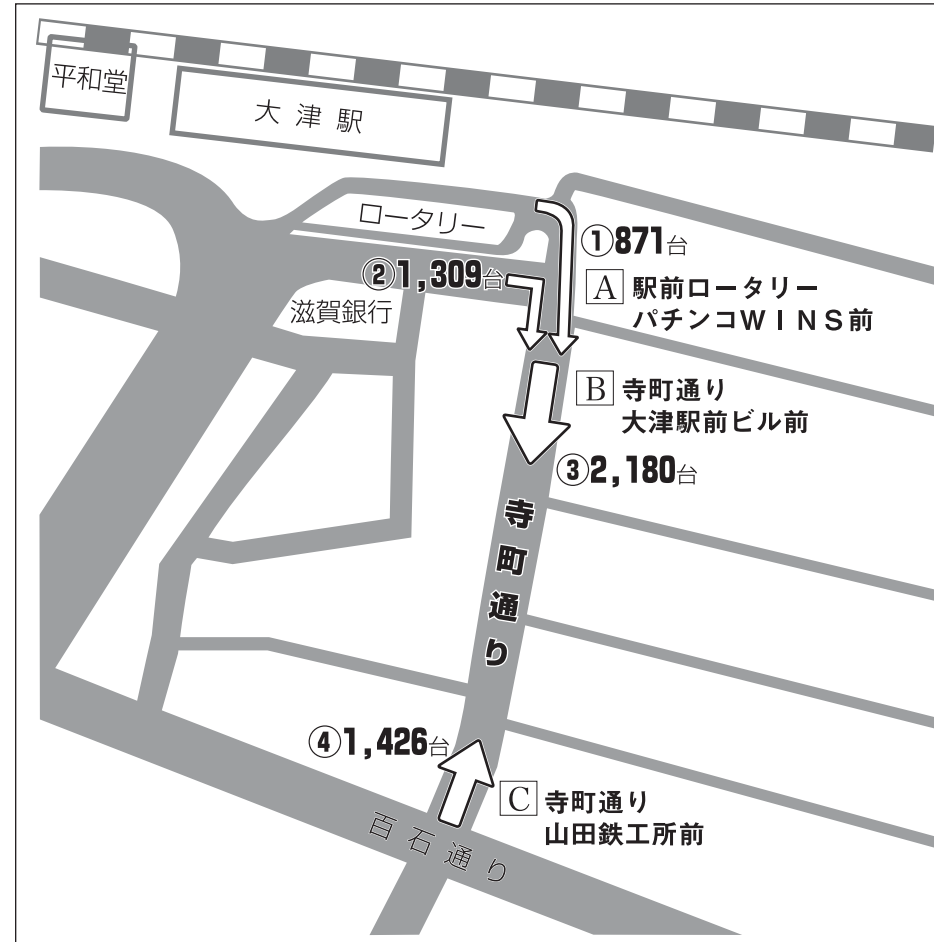 平和堂
大津駅
ロータリー
①871台
②1,309台
A 駅前ロータリー
パチンコWINS前
滋賀銀行
B 寺町通り
大津駅前ビル前
③2,180台
寺町通り
④1,426台
C 寺町通り
山田鉄工所前
百石通り